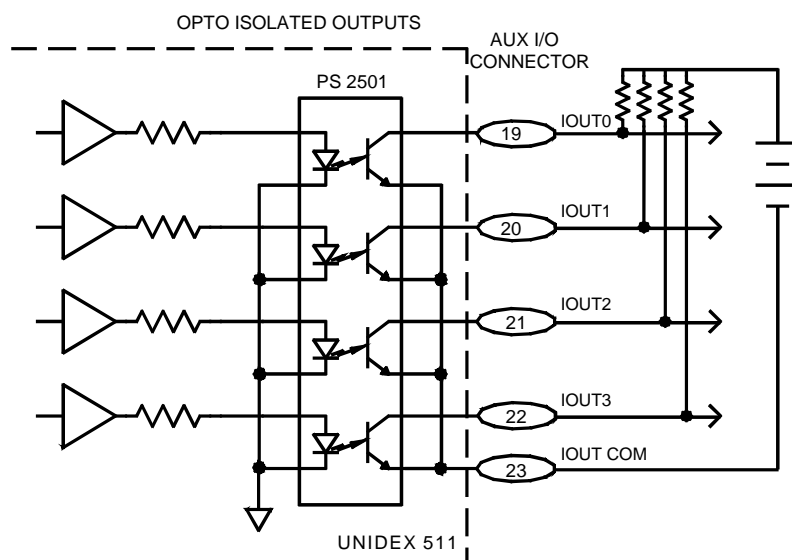 OPTO ISOLATED OUTPUTS
AUX I/O
CONNECTOR
PS 2501
19
IOUT0
20
IOUT1
21
IOUT2
22
IOUT3
23
IOUT COM
UNIDEX 511